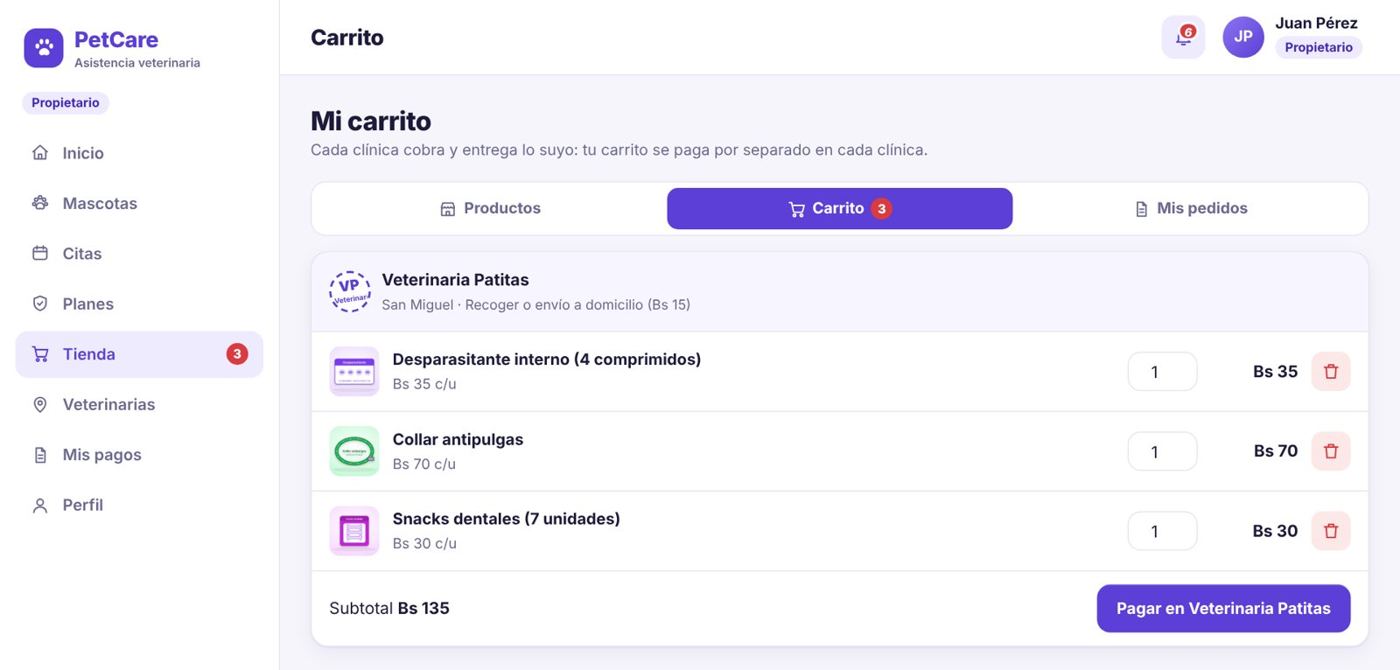 PetCare
Asistencia veterinaria
Propietario
Inicio
Mascotas
Citas
Planes
Tienda 3
Veterinarias
Mis pagos
Perfil
Carrito
6
JP
Juan Pérez
Propietario
Mi carrito
Cada clínica cobra y entrega lo suyo: tu carrito se paga por separado en cada clínica.
Productos
Carrito 3
Mis pedidos
VP
Veterinar
Veterinaria Patitas
San Miguel · Recoger o envío a domicilio (Bs 15)
Desparasitante interno (4 comprimidos)
Bs 35 c/u
1
Bs 35
Collar antipulgas
Bs 70 c/u
1
Bs 70
Snacks dentales (7 unidades)
Bs 30 c/u
1
Bs 30
Subtotal Bs 135
Pagar en Veterinaria Patitas